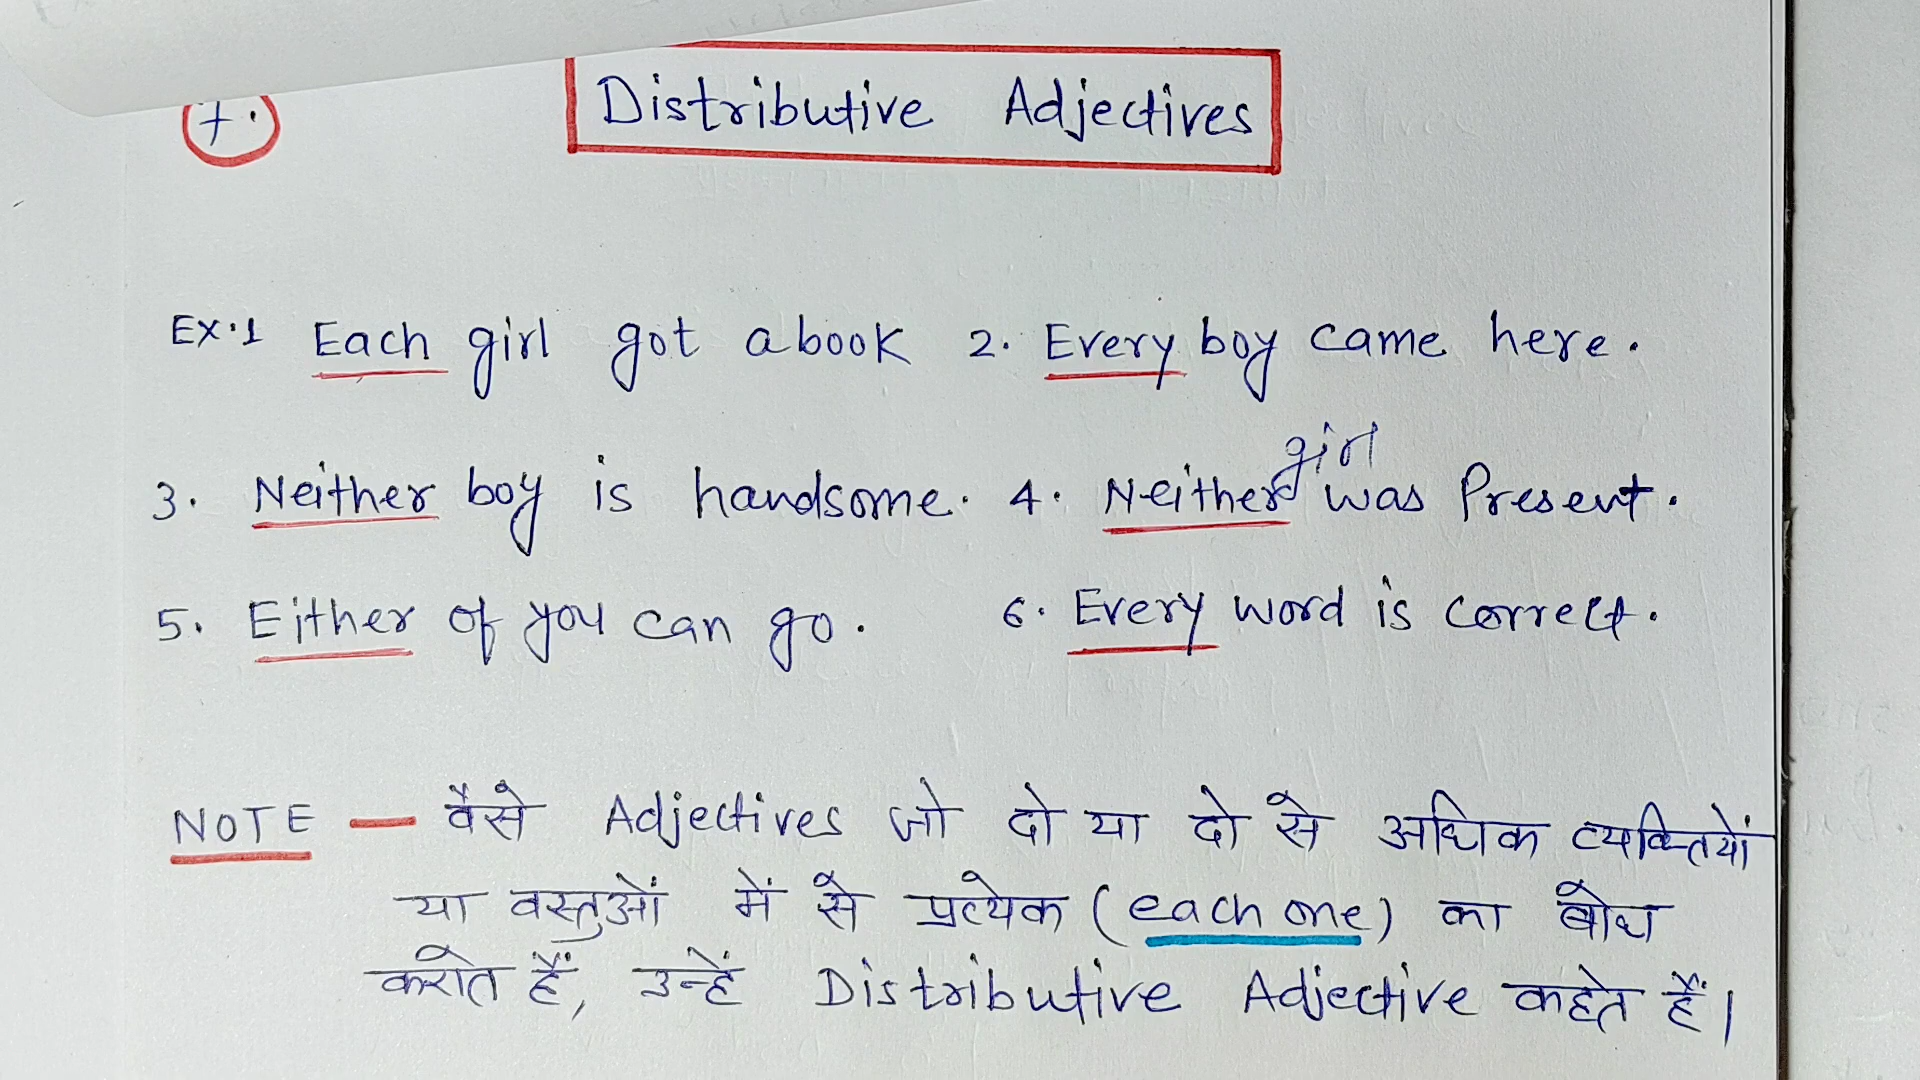 7.
Distributive Adjectives
EX.1 Each girl got a book 2. Every boy came here.
3. Neither boy is handsome. 4. Neither girl was Present.
5. Either of you can go. 6. Every word is correct.
NOTE — वैसे Adjectives जो दो या दो से अधिक व्यक्तियों
या वस्तुओं में से प्रत्येक (each one) का बोध
कराते हैं, उन्हें Distributive Adjective कहते हैं।